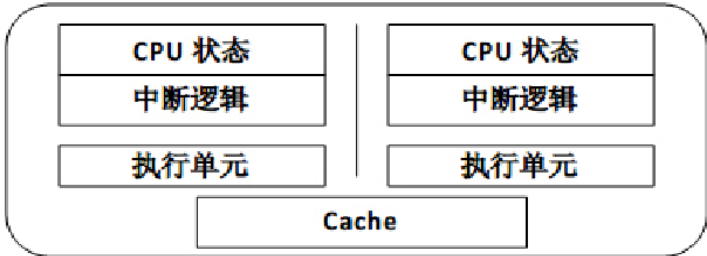 CPU 状态
CPU 状态
中断逻辑
中断逻辑
执行单元
执行单元
Cache